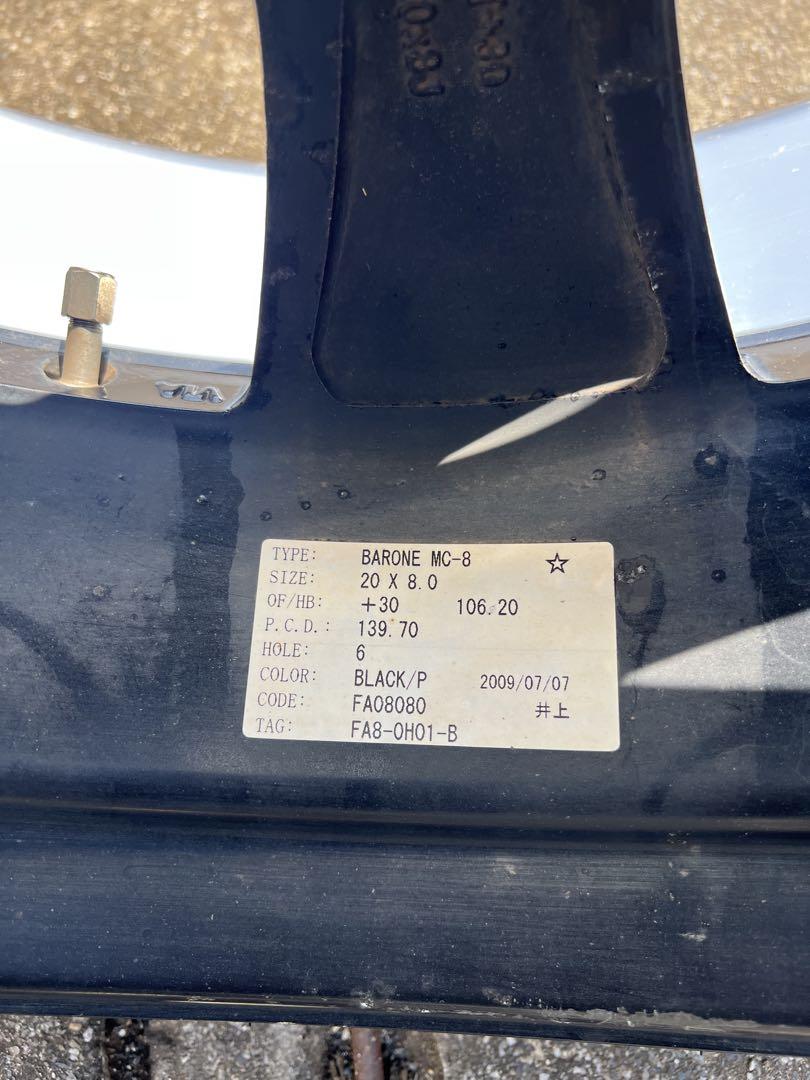 TYPE: BARONE MC-8 ☆
SIZE: 20 X 8.0
OF/HB: +30 106.20
P.C.D.: 139.70
HOLE: 6
COLOR: BLACK/P 2009/07/07
CODE: FA08080 井上
TAG: FA8-0H01-B